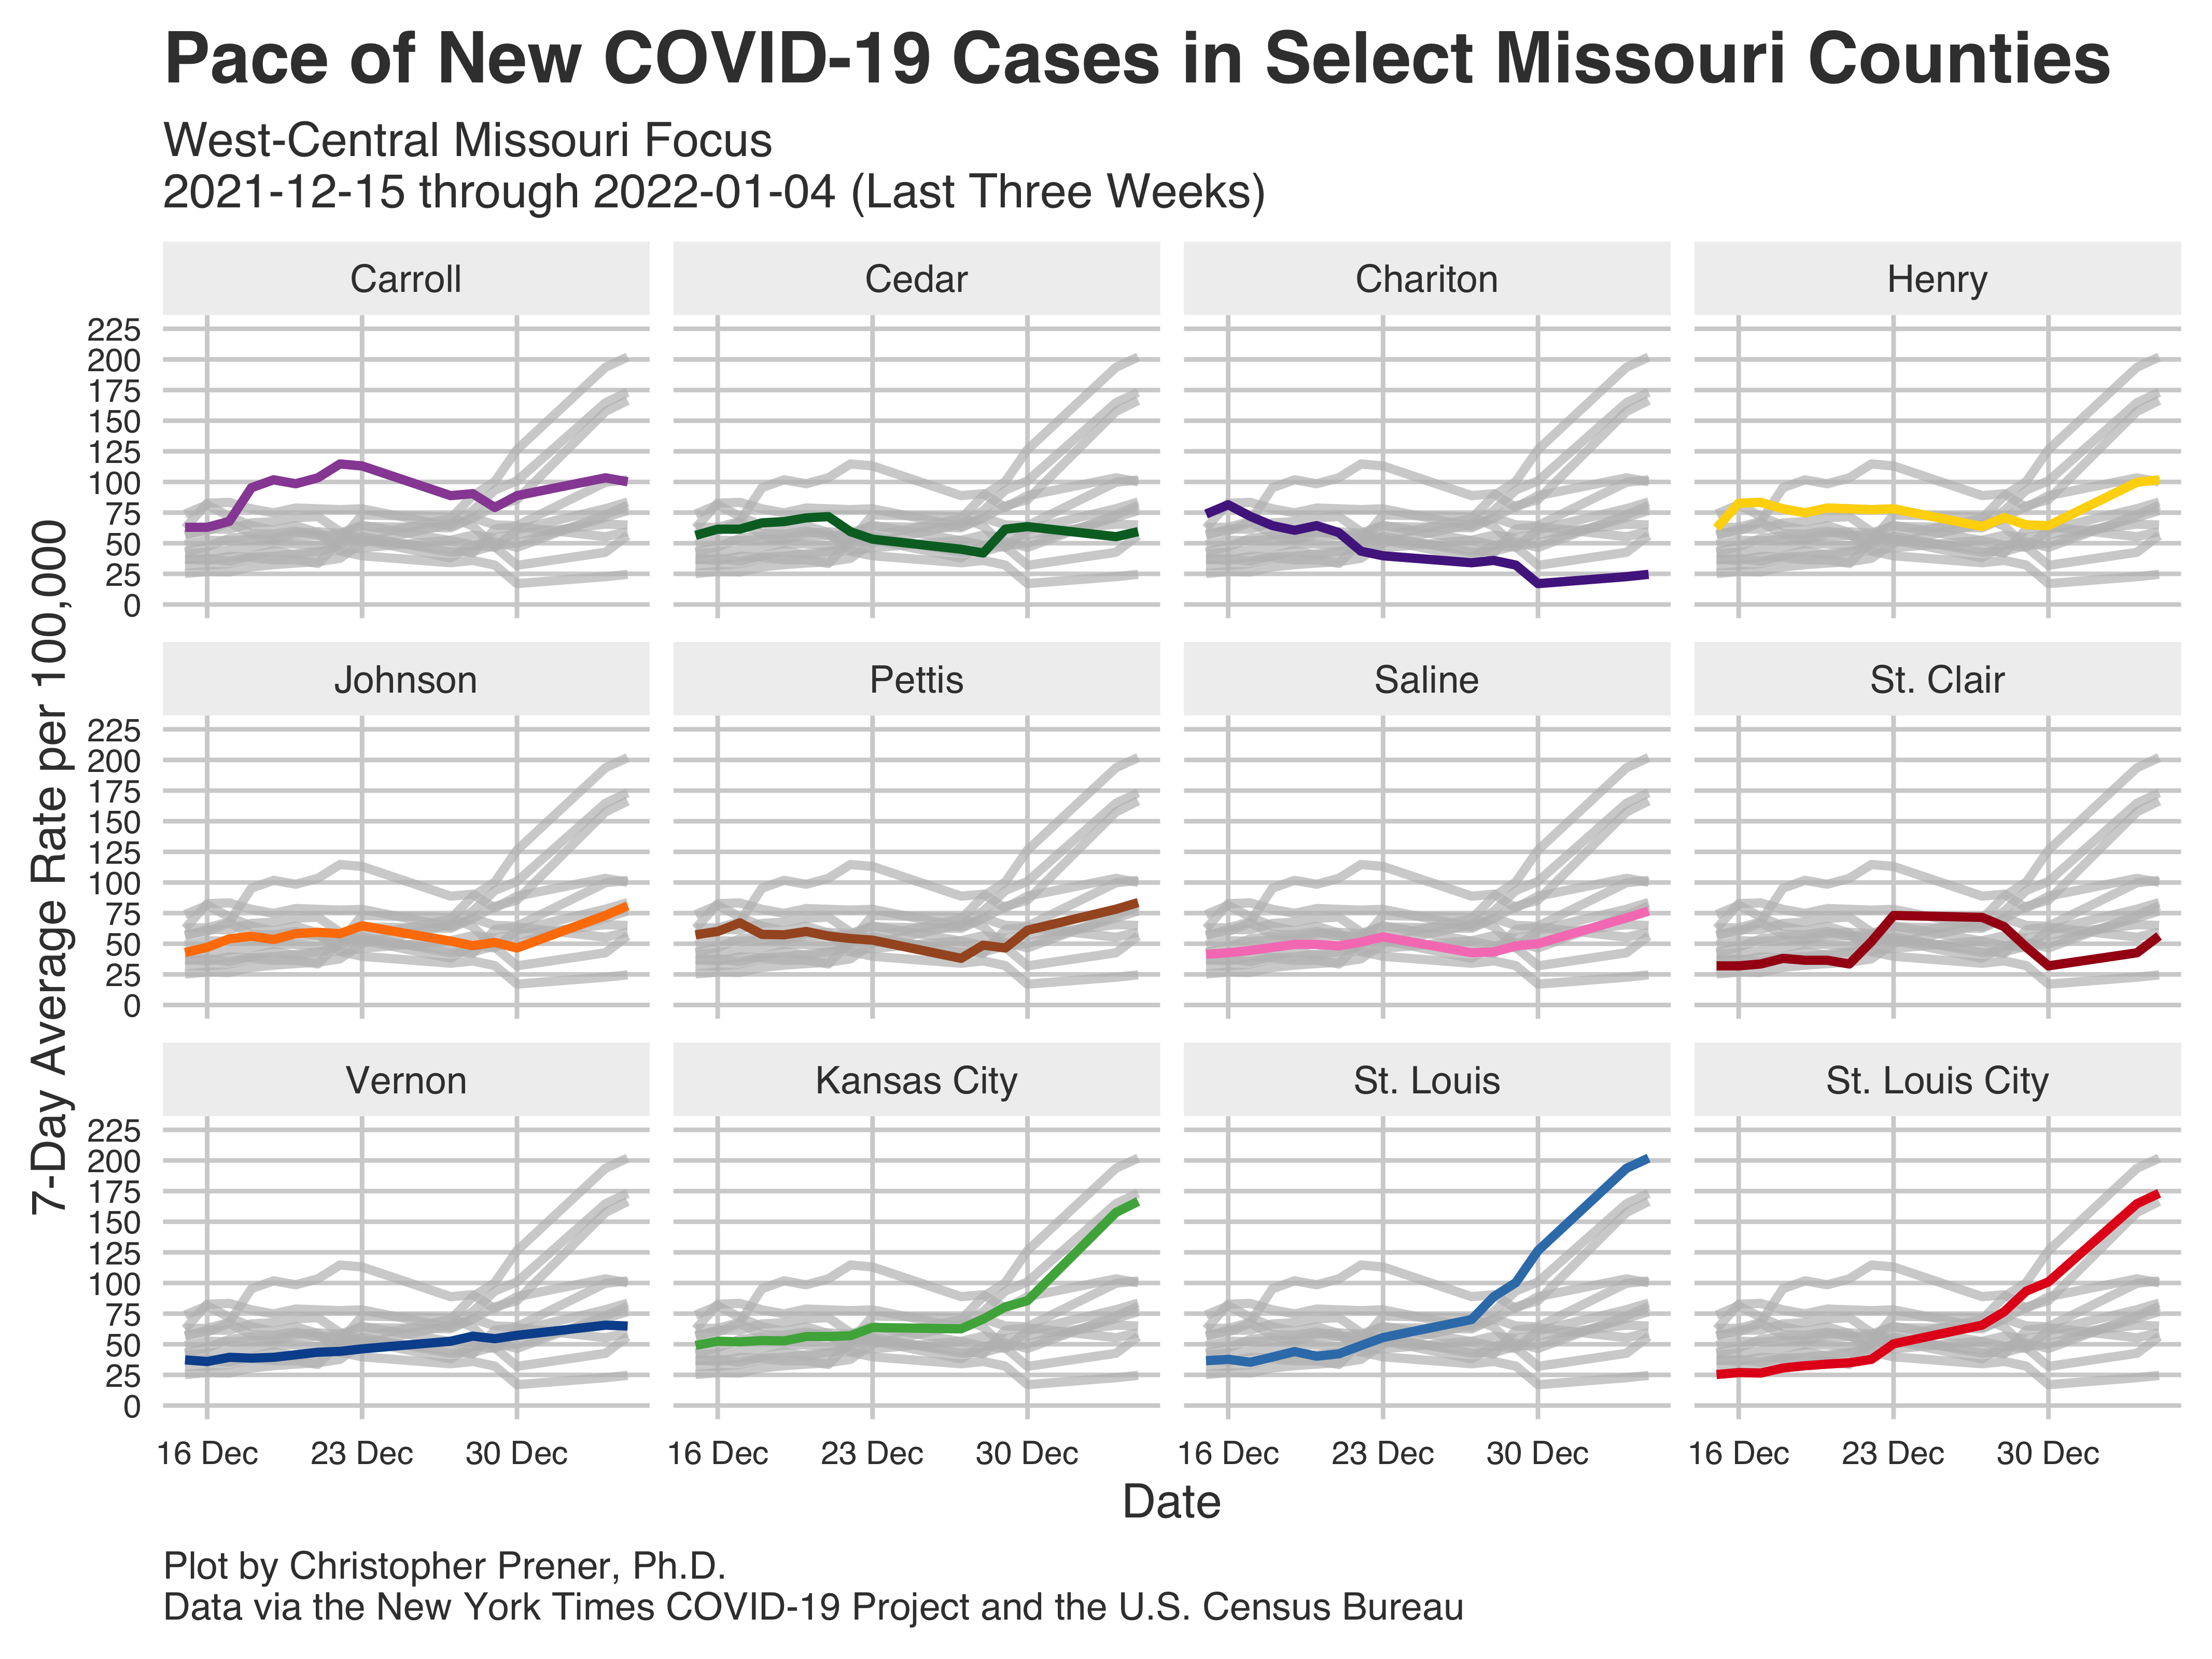 Pace of New COVID-19 Cases in Select Missouri Counties
West-Central Missouri Focus
2021-12-15 through 2022-01-04 (Last Three Weeks)
7-Day Average Rate per 100,000
Carroll
Cedar
Chariton
Henry
225
200
175
150
125
100
75
50
25
0
Johnson
Pettis
Saline
St. Clair
225
200
175
150
125
100
75
50
25
0
Vernon
Kansas City
St. Louis
St. Louis City
225
200
175
150
125
100
75
50
25
0
16 Dec 23 Dec 30 Dec
16 Dec 23 Dec 30 Dec
16 Dec 23 Dec 30 Dec
16 Dec 23 Dec 30 Dec
Date
Plot by Christopher Prener, Ph.D.
Data via the New York Times COVID-19 Project and the U.S. Census Bureau